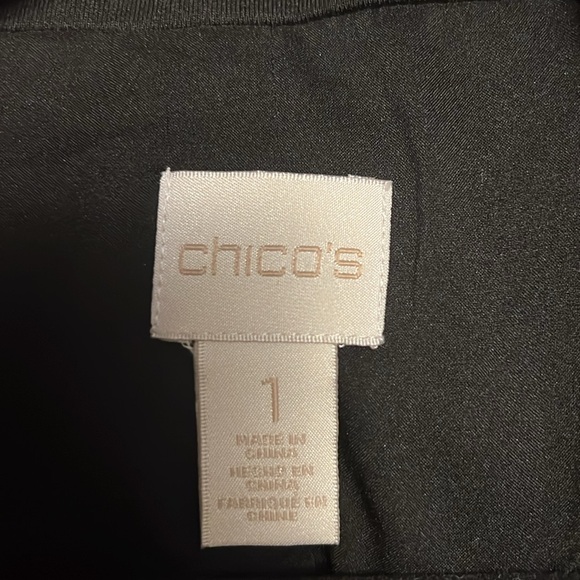 chico's
1
MADE IN
CHINA
HECHO EN
CHINA
FABRIQUE EN
CHINE